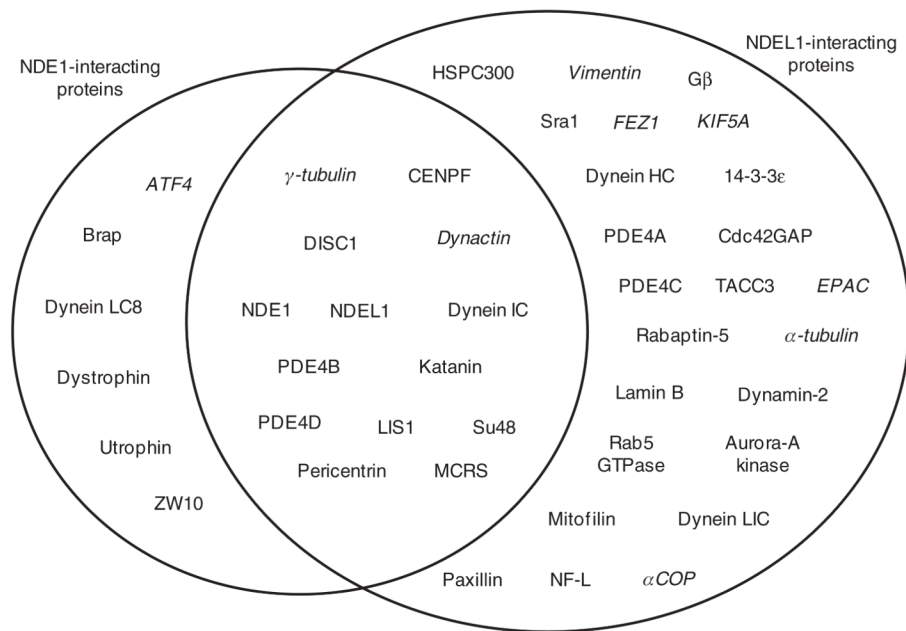 NDE1-interacting
proteins
NDEL1-interacting
proteins
HSPC300 Vimentin Gβ
Sra1 FEZ1 KIF5A
ATF4 γ-tubulin CENPF Dynein HC 14-3-3ε
Brap DISC1 Dynactin PDE4A Cdc42GAP
PDE4C TACC3 EPAC
Dynein LC8 NDE1 NDEL1 Dynein IC
Rabaptin-5 α-tubulin
Dystrophin PDE4B Katanin
Lamin B Dynamin-2
PDE4D LIS1 Su48
Utrophin Rab5
GTPase Aurora-A
kinase
Pericentrin MCRS
ZW10 Mitofilin Dynein LIC
Paxillin NF-L αCOP